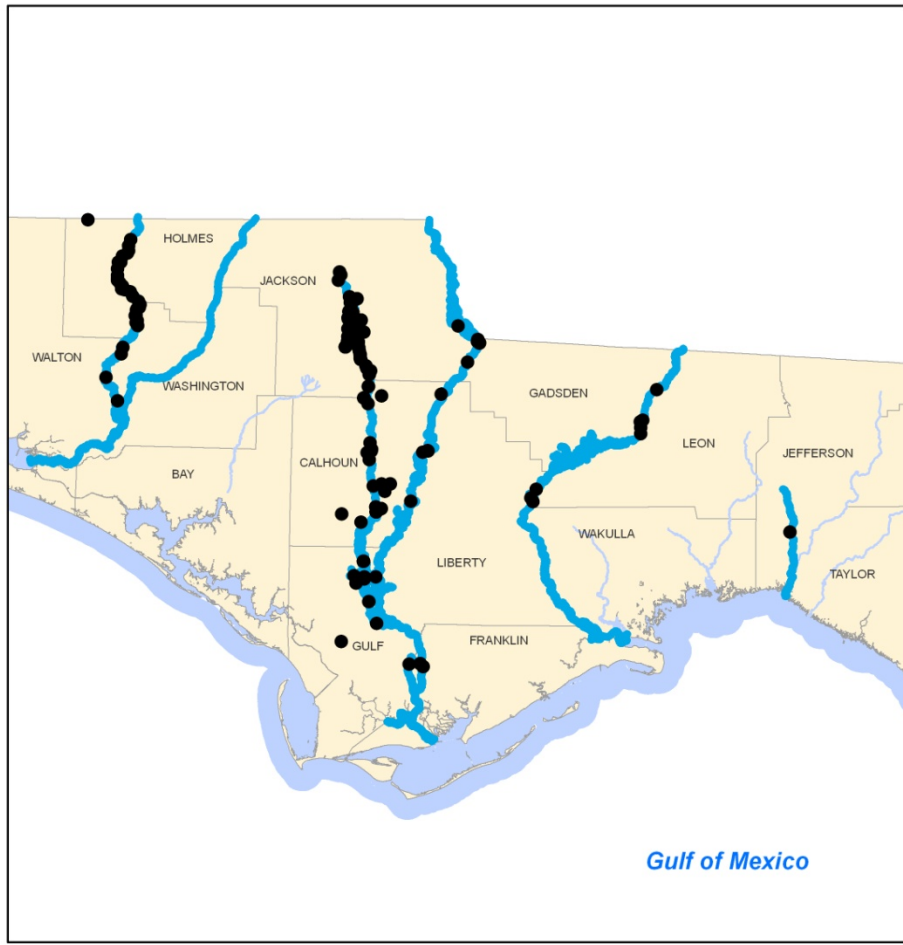 HOLMES
JACKSON
WALTON
WASHINGTON
GADSDEN
LEON
JEFFERSON
CALHOUN
BAY
WAKULLA
LIBERTY
TAYLOR
FRANKLIN
GULF
Gulf of Mexico